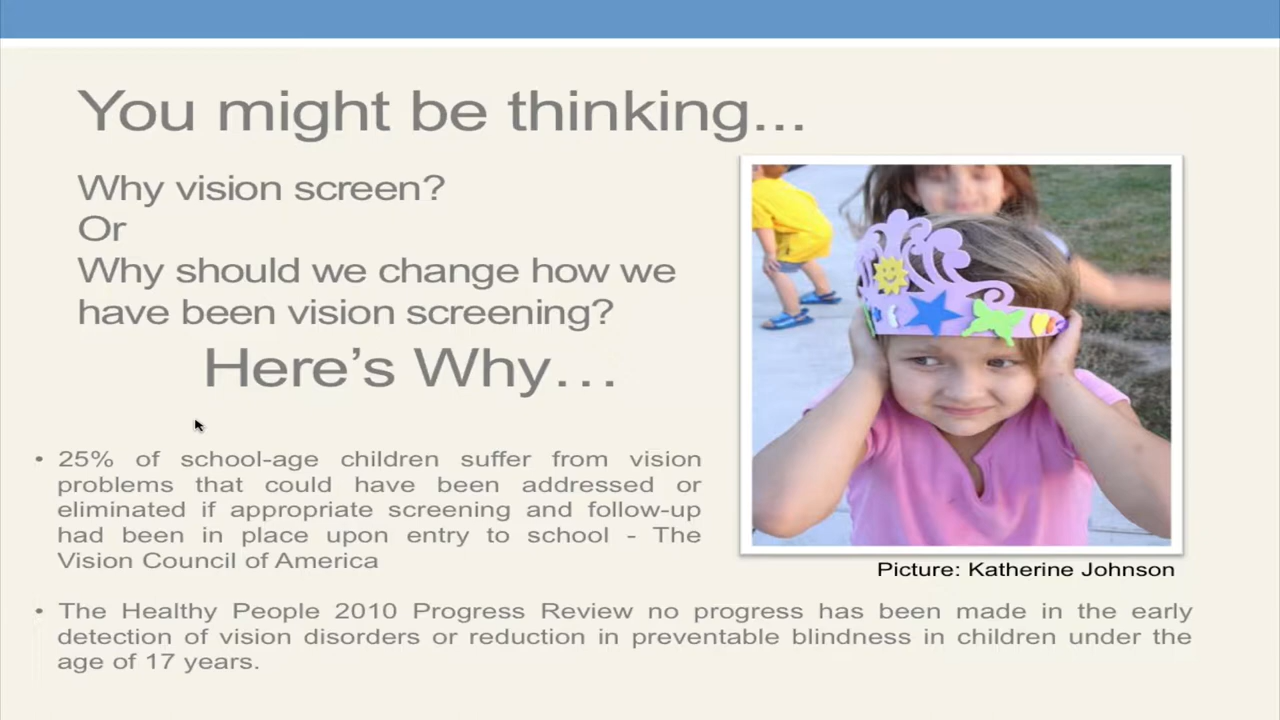 You might be thinking...
Why vision screen?
Or
Why should we change how we
have been vision screening?
Here’s Why…
• 25% of school-age children suffer from vision
problems that could have been addressed or
eliminated if appropriate screening and follow-up
had been in place upon entry to school - The
Vision Council of America
Picture: Katherine Johnson
• The Healthy People 2010 Progress Review no progress has been made in the early
detection of vision disorders or reduction in preventable blindness in children under the
age of 17 years.